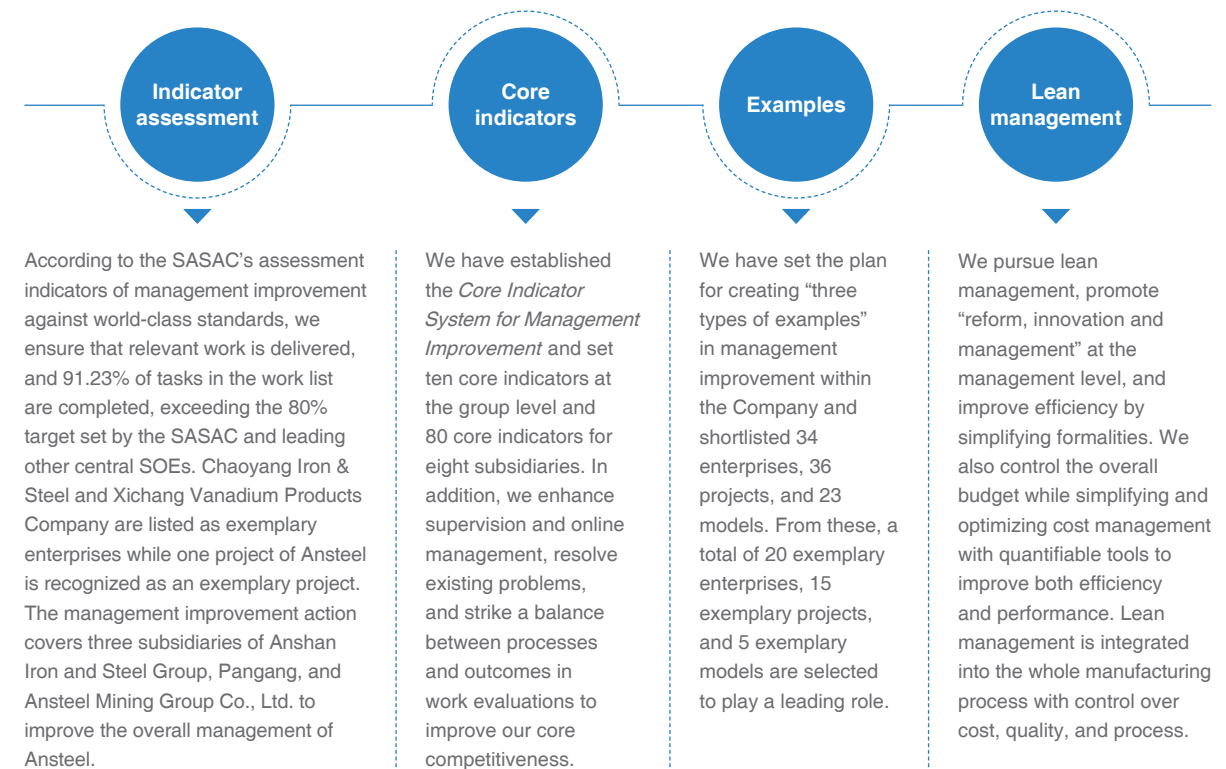 Indicator
assessment
Core
indicators
Examples
Lean
management
According to the SASAC's assessment
indicators of management improvement
against world-class standards, we
ensure that relevant work is delivered,
and 91.23% of tasks in the work list
are completed, exceeding the 80%
target set by the SASAC and leading
other central SOEs. Chaoyang Iron &
Steel and Xichang Vanadium Products
Company are listed as exemplary
enterprises while one project of Ansteel
is recognized as an exemplary project.
The management improvement action
covers three subsidiaries of Anshan
Iron and Steel Group, Pangang, and
Ansteel Mining Group Co., Ltd. to
improve the overall management of
Ansteel.
We have established
the Core Indicator
System for Management
Improvement and set
ten core indicators at
the group level and
80 core indicators for
eight subsidiaries. In
addition, we enhance
supervision and online
management, resolve
existing problems,
and strike a balance
between processes
and outcomes in
work evaluations to
improve our core
competitiveness.
We have set the plan
for creating “three
types of examples”
in management
improvement within
the Company and
shortlisted 34
enterprises, 36
projects, and 23
models. From these, a
total of 20 exemplary
enterprises, 15
exemplary projects,
and 5 exemplary
models are selected
to play a leading role.
We pursue lean
management, promote
“reform, innovation and
management” at the
management level, and
improve efficiency by
simplifying formalities. We
also control the overall
budget while simplifying and
optimizing cost management
with quantifiable tools to
improve both efficiency
and performance. Lean
management is integrated
into the whole manufacturing
process with control over
cost, quality, and process.